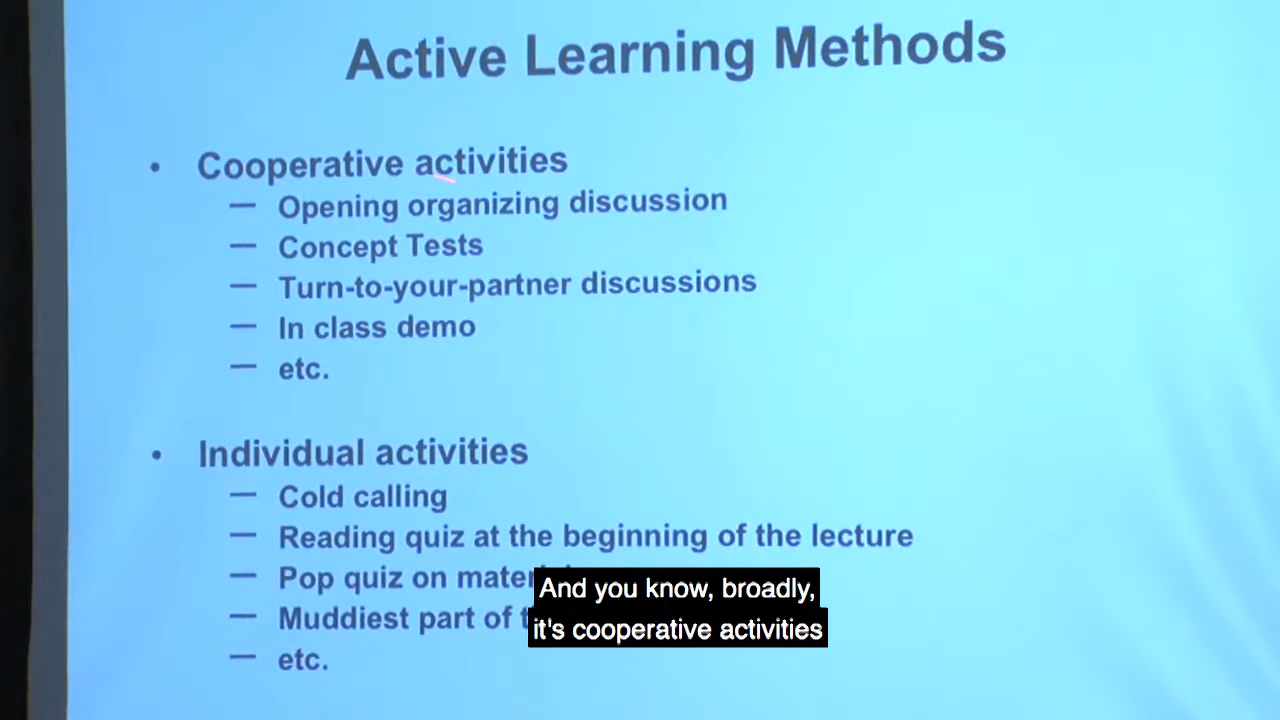 Active Learning Methods
• Cooperative activities
— Opening organizing discussion
— Concept Tests
— Turn-to-your-partner discussions
— In class demo
— etc.
• Individual activities
— Cold calling
— Reading quiz at the beginning of the lecture
— Pop quiz on
— Muddiest part of
— etc.
And you know, broadly,
it's cooperative activities